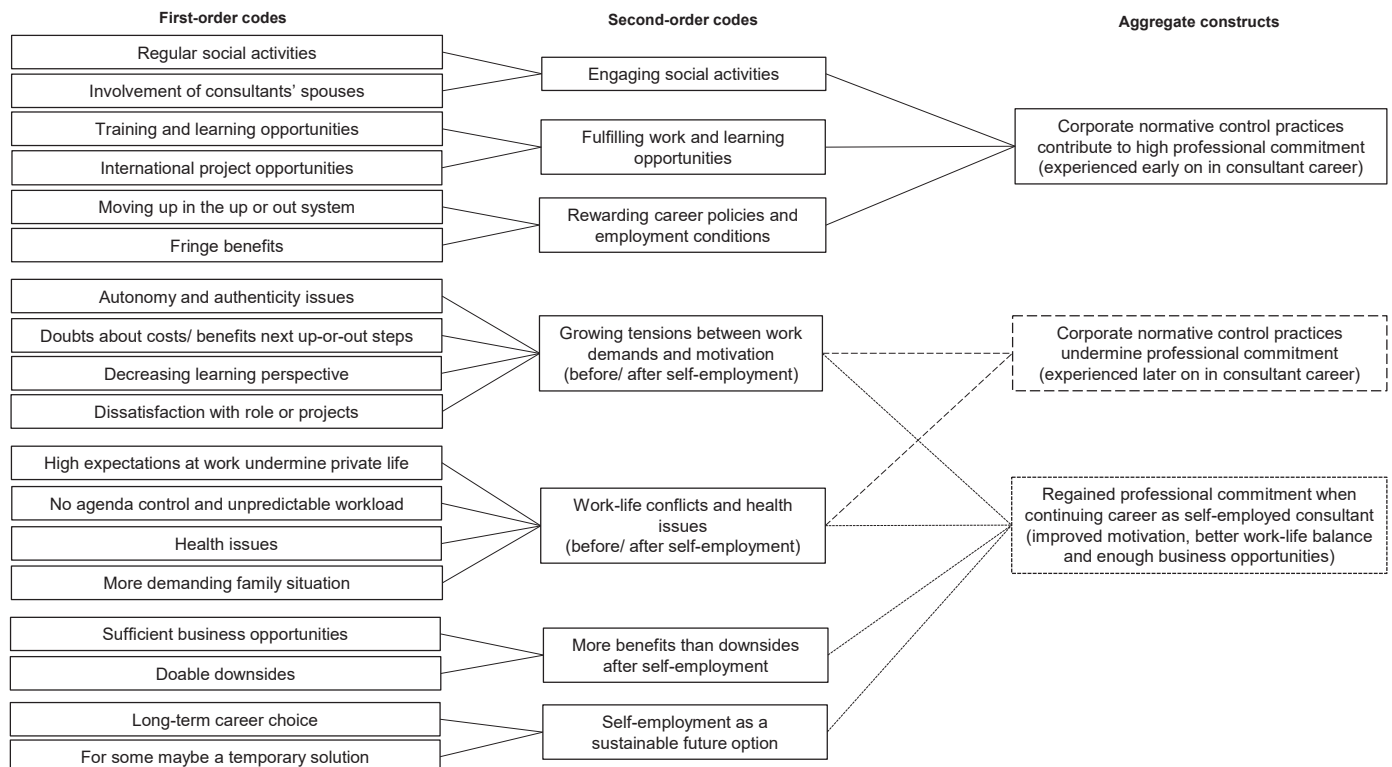 First-order codes
Second-order codes
Aggregate constructs
Regular social activities
Involvement of consultants’ spouses
Training and learning opportunities
International project opportunities
Moving up in the up or out system
Fringe benefits
Autonomy and authenticity issues
Doubts about costs/ benefits next up-or-out steps
Decreasing learning perspective
Dissatisfaction with role or projects
High expectations at work undermine private life
No agenda control and unpredictable workload
Health issues
More demanding family situation
Sufficient business opportunities
Doable downsides
Long-term career choice
For some maybe a temporary solution
Engaging social activities
Fulfilling work and learning
opportunities
Rewarding career policies and
employment conditions
Growing tensions between work
demands and motivation
(before/ after self-employment)
Work-life conflicts and health
issues
(before/ after self-employment)
More benefits than downsides
after self-employment
Self-employment as a
sustainable future option
Corporate normative control practices
contribute to high professional commitment
(experienced early on in consultant career)
Corporate normative control practices
undermine professional commitment
(experienced later on in consultant career)
Regained professional commitment when
continuing career as self-employed consultant
(improved motivation, better work-life balance
and enough business opportunities)